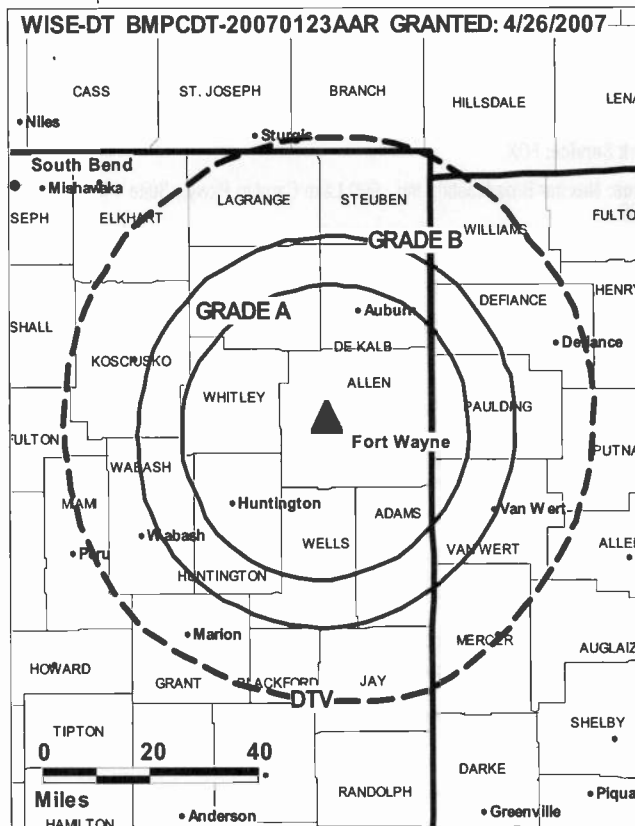 WISE-DT BMPCDT-20070123AAR GRANTED: 4/26/2007
CASS
ST. JOSEPH
BRANCH
HILLSDALE
LENA
Niles
Sturgis
South Bend
Mishawaka
SEPH
ELKHART
LAGRANGE
STEUBEN
WILLIAMS
FULTO
GRADE B
HENRY
DEFIANCE
GRADE A
Auburn
SHALL
Defiance
DE KALB
KOSCIUSKO
ALLEN
WHITLEY
PAULDING
Fort Wayne
FULTON
PUTNA
WABASH
MIAMI
Huntington
ADAMS
Van Wert
Wabash
WELLS
VAN WERT
ALLE
Peru
HUNTINGTON
Marion
MERCER
AUGLAIZ
HOWARD
GRANT
BLACKFORD
JAY
DTV
TIPTON
SHELBY
0 20 40
DARKE
Miles
RANDOLPH
Piqua
HAMILTON
Anderson
Greenville